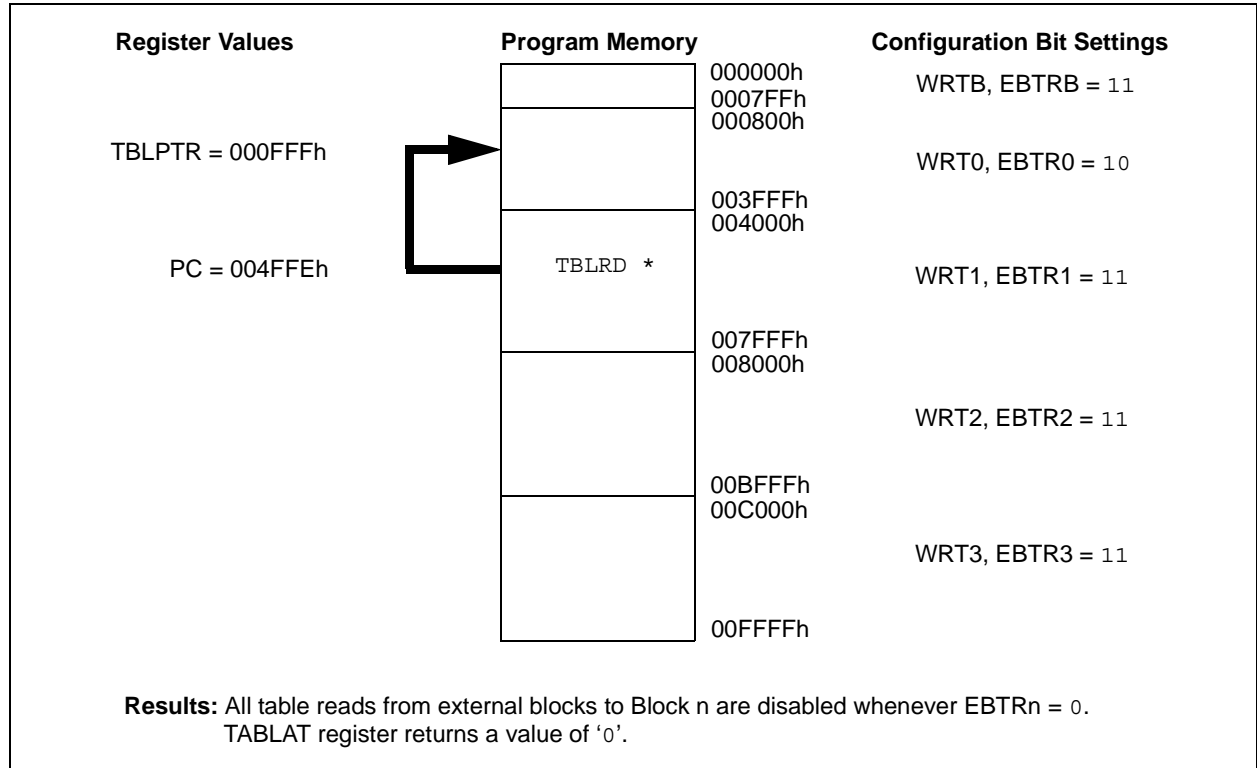 Register Values Program Memory Configuration Bit Settings
000000h
WRTB, EBTRB = 11
0007FFh
000800h
TBLPTR = 000FFFh
WRT0, EBTR0 = 10
003FFFh
004000h
PC = 004FFEh
TBLRD *
WRT1, EBTR1 = 11
007FFFh
008000h
WRT2, EBTR2 = 11
00BFFFh
00C000h
WRT3, EBTR3 = 11
00FFFFh
Results: All table reads from external blocks to Block n are disabled whenever EBTRn = 0.
TABLAT register returns a value of ‘0’.